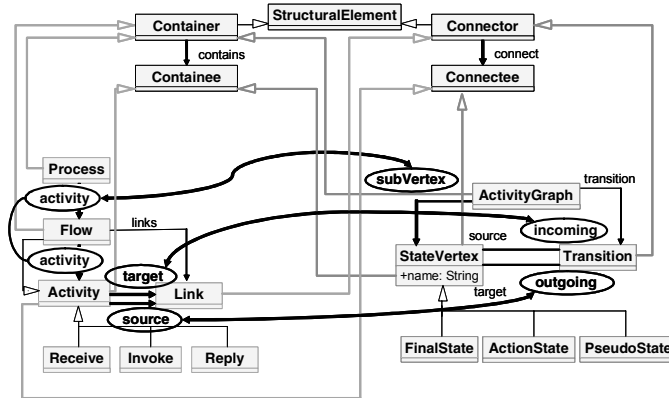 StructuralElement
Container
Connector
contains
connect
Containee
Connectee
Process
subVertex
transition
activity
ActivityGraph
Flow
links
source
incoming
activity
target
StateVertex
Transition
+name: String
Activity
Link
target
outgoing
source
Receive
Invoke
Reply
FinalState
ActionState
PseudoState